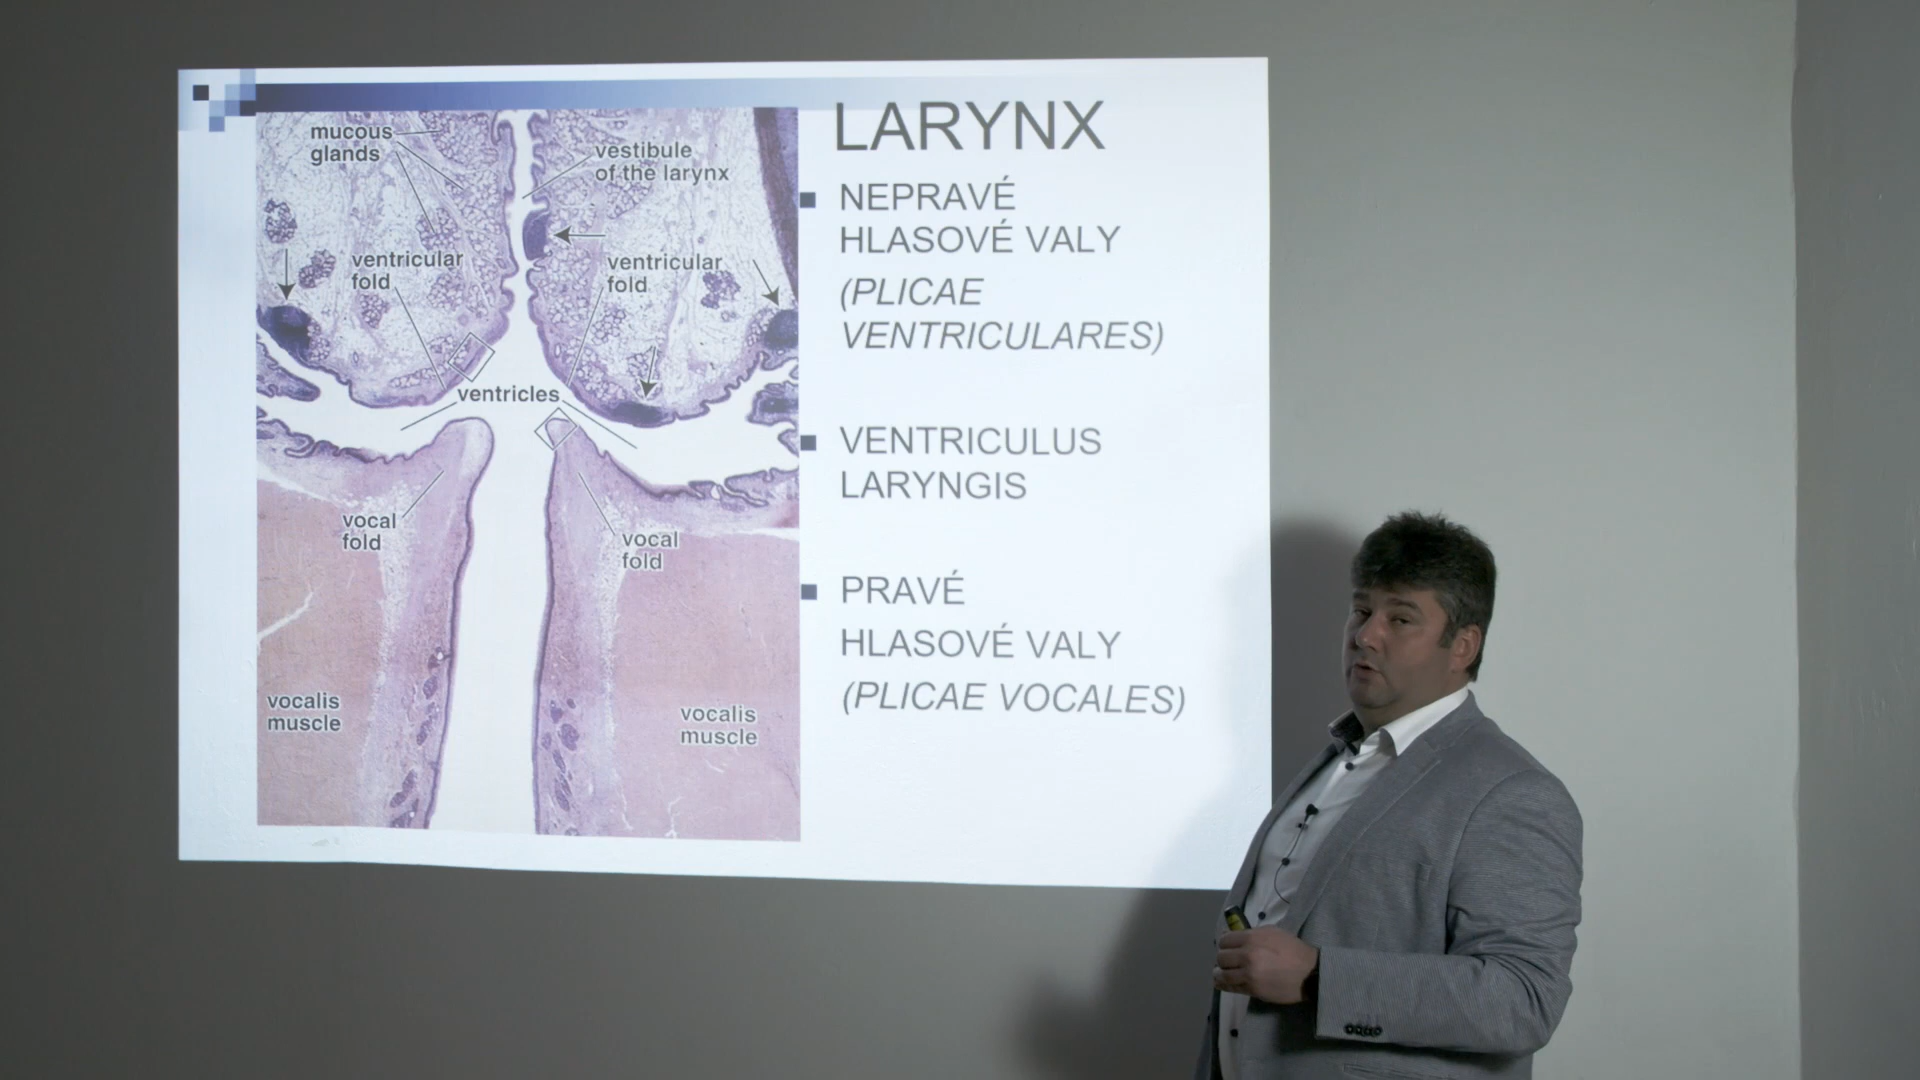 mucous
glands
vestibule
of the larynx
ventricular
fold
ventricular
fold
ventricles
vocal
fold
vocal
fold
vocalis
muscle
vocalis
muscle
LARYNX
NEPRAVÉ
HLASOVÉ VALY
(PLICAE
VENTRICULARES)
VENTRICULUS
LARYNGIS
PRAVÉ
HLASOVÉ VALY
(PLICAE VOCALES)